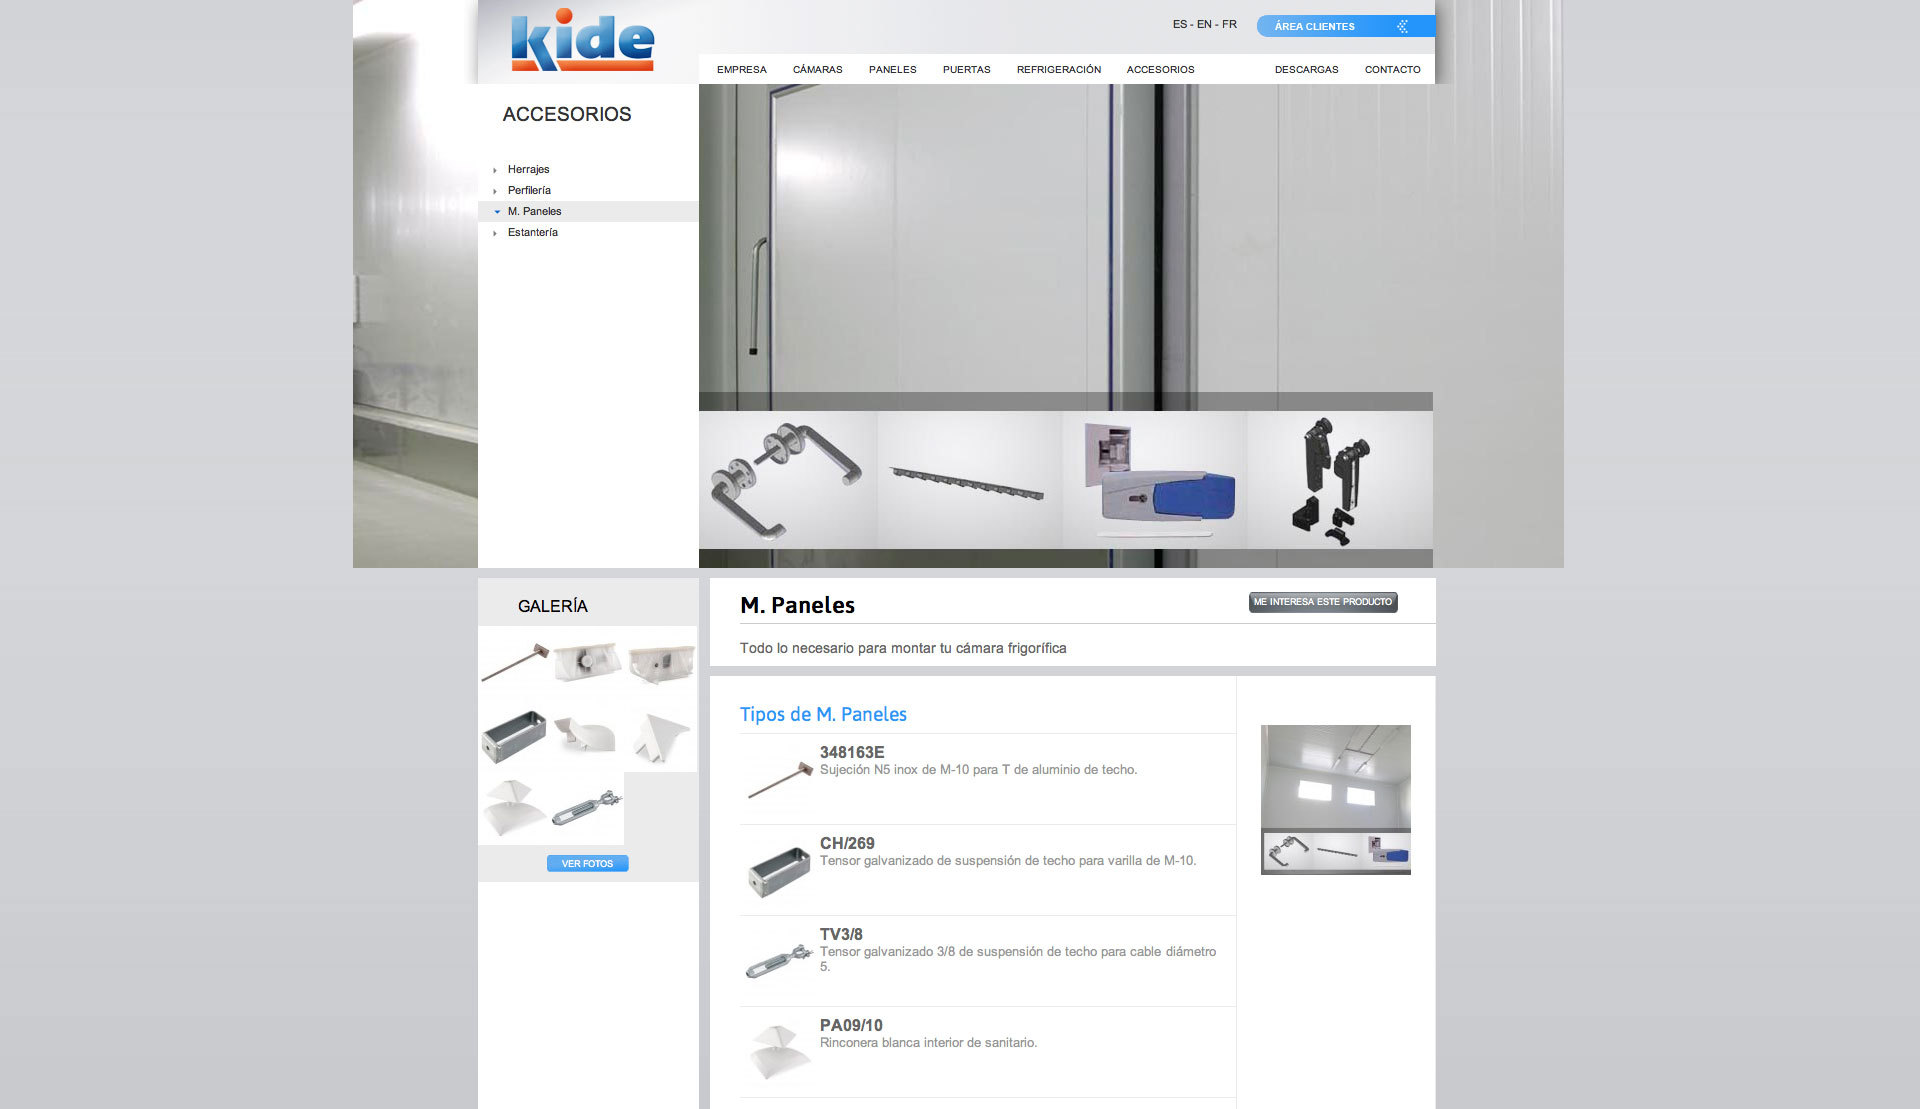 kide
ES - EN - FR
ÁREA CLIENTES
EMPRESA CÁMARAS PANELES PUERTAS REFRIGERACIÓN ACCESORIOS DESCARGAS CONTACTO
ACCESORIOS
Herrajes
Perfilería
M. Paneles
Estantería
GALERÍA
VER FOTOS
M. Paneles
ME INTERESA ESTE PRODUCTO
Todo lo necesario para montar tu cámara frigorífica
Tipos de M. Paneles
348163E
Sujeción N5 inox de M-10 para T de aluminio de techo.
CH/269
Tensor galvanizado de suspensión de techo para varilla de M-10.
TV3/8
Tensor galvanizado 3/8 de suspensión de techo para cable diámetro
5.
PA09/10
Rinconera blanca interior de sanitario.